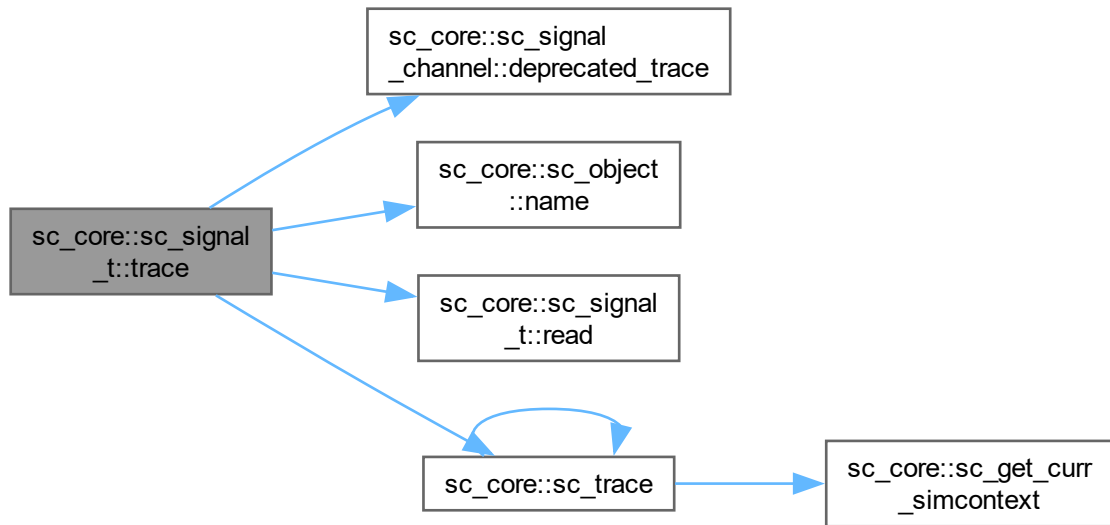 sc_core::sc_signal
_channel::deprecated_trace
sc_core::sc_object
::name
sc_core::sc_signal
_t::trace
sc_core::sc_signal
_t::read
sc_core::sc_trace
sc_core::sc_get_curr
_simcontext